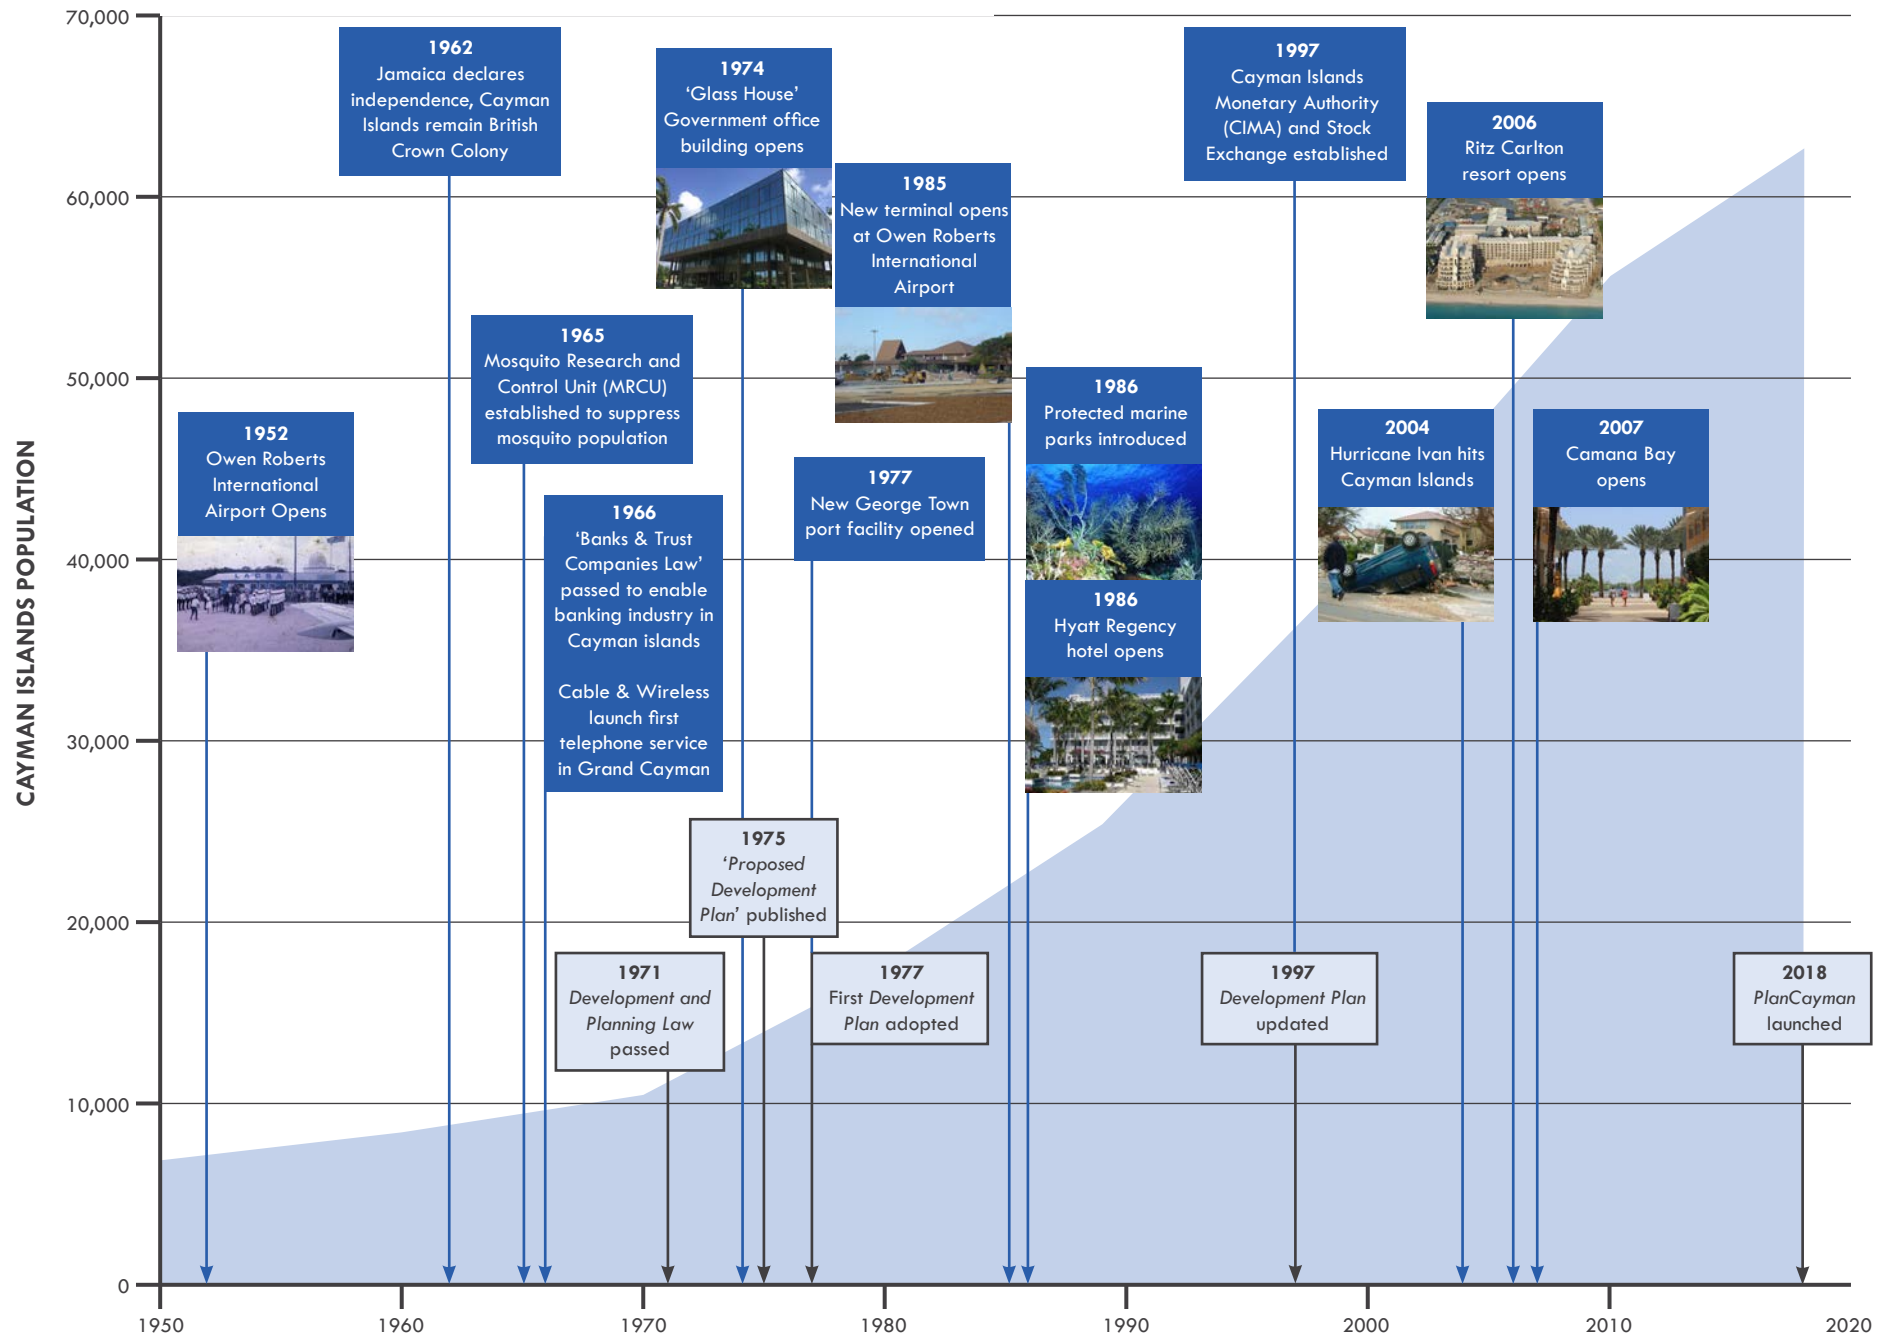 CAYMAN ISLANDS POPULATION
70,000
60,000
50,000
40,000
30,000
20,000
10,000
0
1952
Owen Roberts
International
Airport Opens
1962
Jamaica declares
independence, Cayman
Islands remain British
Crown Colony
1965
Mosquito Research and
Control Unit (MRCU)
established to suppress
mosquito population
1966
‘Banks & Trust
Companies Law’
passed to enable
banking industry in
Cayman islands
Cable & Wireless
launch first
telephone service
in Grand Cayman
1971
Development and
Planning Law
passed
1974
‘Glass House’
Government office
building opens
1975
‘Proposed
Development
Plan’ published
1977
New George Town
port facility opened
1977
First Development
Plan adopted
1985
New terminal opens
at Owen Roberts
International
Airport
1986
Protected marine
parks introduced
1986
Hyatt Regency
hotel opens
1997
Cayman Islands
Monetary Authority
(CIMA) and Stock
Exchange established
1997
Development Plan
updated
2004
Hurricane Ivan hits
Cayman Islands
2006
Ritz Carlton
resort opens
2007
Camana Bay
opens
2018
PlanCayman
launched
1950
1960
1970
1980
1990
2000
2010
2020